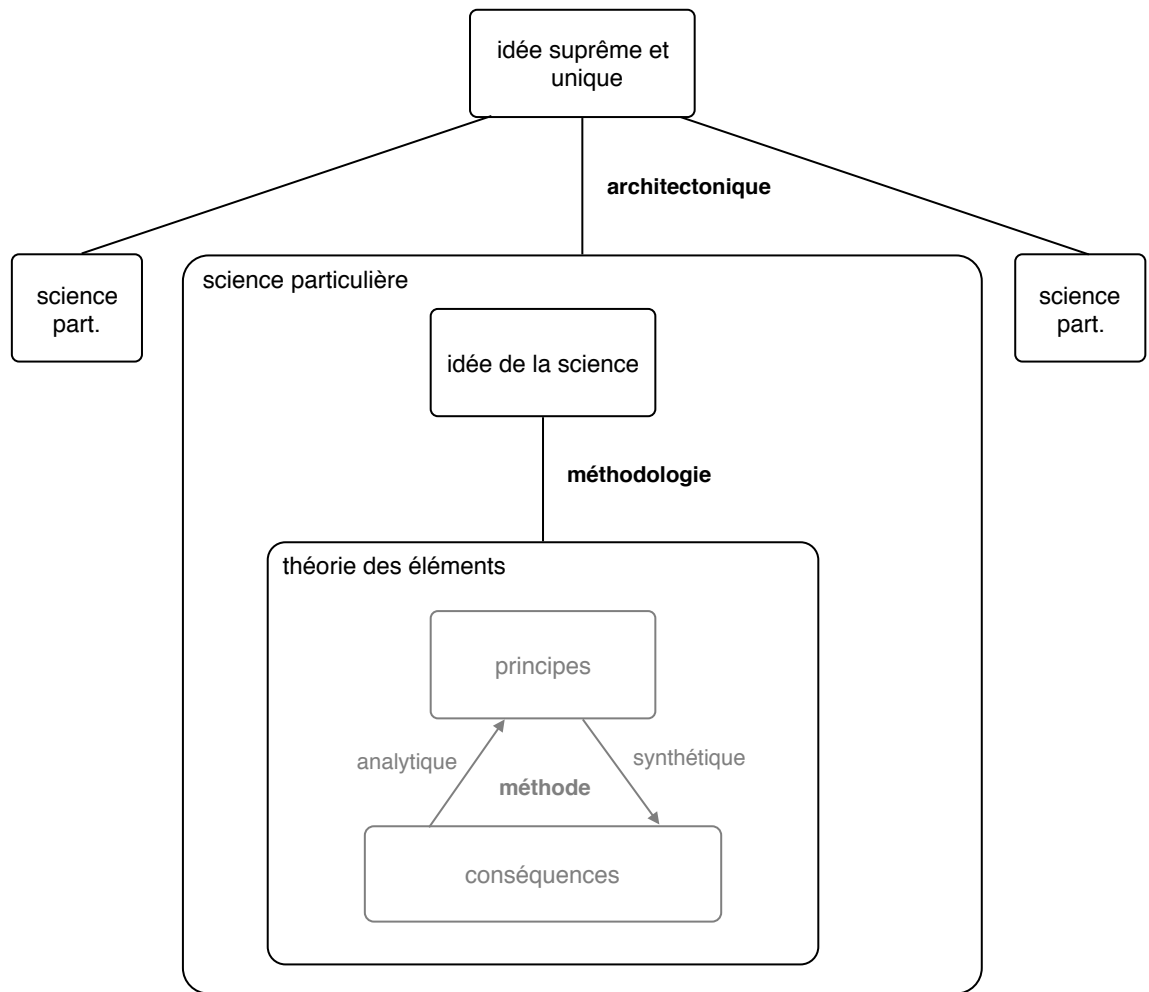 idée suprême et
unique
architectonique
science
part.
science particulière
science
part.
idée de la science
méthodologie
théorie des éléments
principes
analytique
synthétique
méthode
conséquences